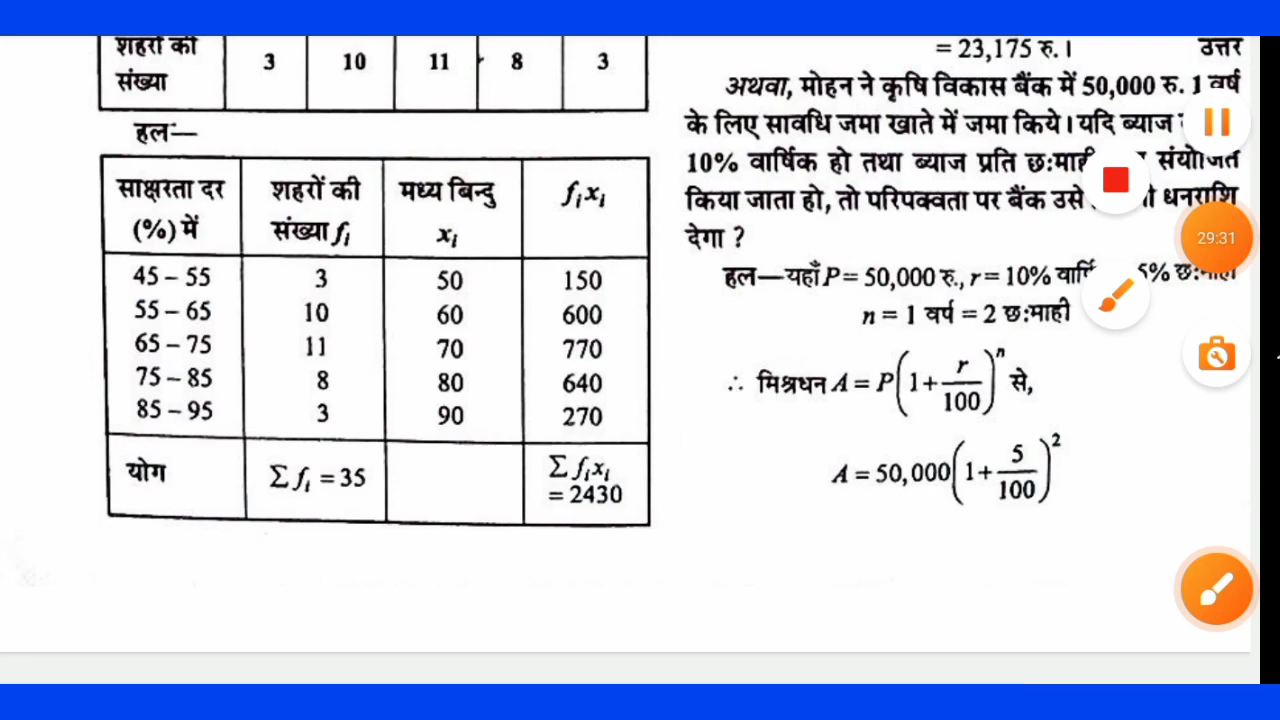 शहरों की
संख्या 3 10 11 8 3
हल—
साक्षरता दर (%) में शहरों की संख्या fᵢ मध्य बिन्दु xᵢ fᵢxᵢ
45 – 55 3 50 150
55 – 65 10 60 600
65 – 75 11 70 770
75 – 85 8 80 640
85 – 95 3 90 270
योग Σ fᵢ = 35 Σ fᵢxᵢ = 2430
= 23,175 रु.। उत्तर
अथवा, मोहन ने कृषि विकास बैंक में 50,000 रु. 1 वर्ष
के लिए सावधि जमा खाते में जमा किये। यदि ब्याज
10% वार्षिक हो तथा ब्याज प्रति छःमाही संयोजित
किया जाता हो, तो परिपक्वता पर बैंक उसे धनराशि
देगा ?
हल—यहाँ P = 50,000 रु., r = 10% 5% छःमाही
n = 1 वर्ष = 2 छःमाही
∴ मिश्रधन A = P(1+r/100)ⁿ से,
A = 50,000(1+5/100)²
29:31